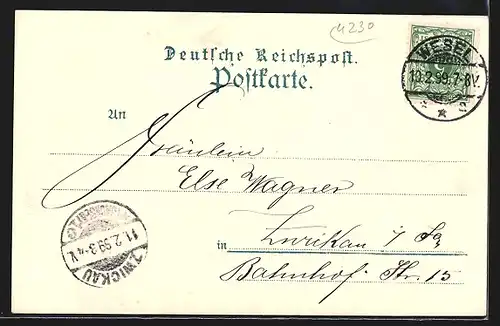 4230
Deutsche Reichspost.
Postkarte.
WESEL
10.2.99.7-8V.
An
Fräulein
Else Wagner
in Zwickau i/ Sa
Bahnhof-Str. 15
11.2.99.3-4V.
ZWICKAU